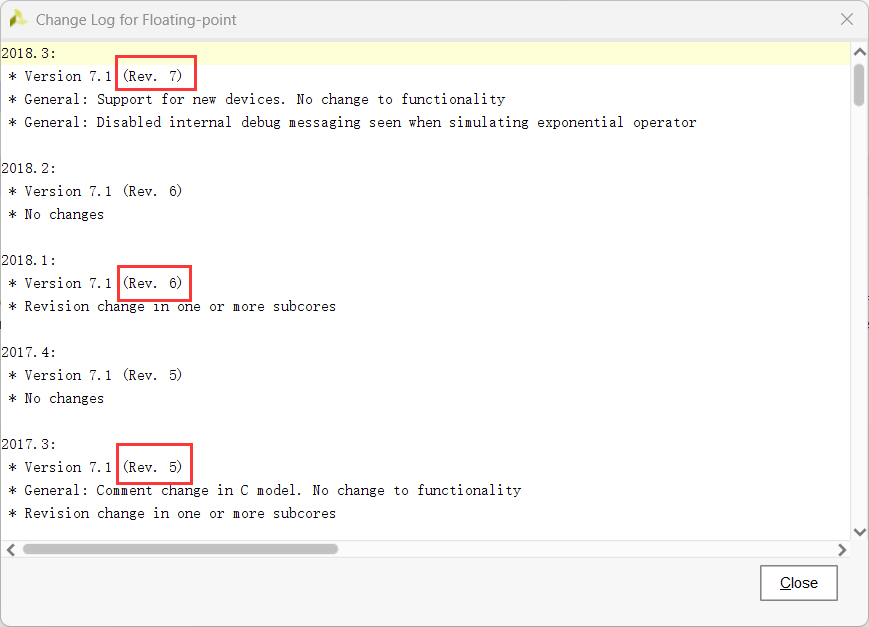 Change Log for Floating-point
2018.3:
* Version 7.1 (Rev. 7)
* General: Support for new devices. No change to functionality
* General: Disabled internal debug messaging seen when simulating exponential operator
2018.2:
* Version 7.1 (Rev. 6)
* No changes
2018.1:
* Version 7.1 (Rev. 6)
* Revision change in one or more subcores
2017.4:
* Version 7.1 (Rev. 5)
* No changes
2017.3:
* Version 7.1 (Rev. 5)
* General: Comment change in C model. No change to functionality
* Revision change in one or more subcores
Close